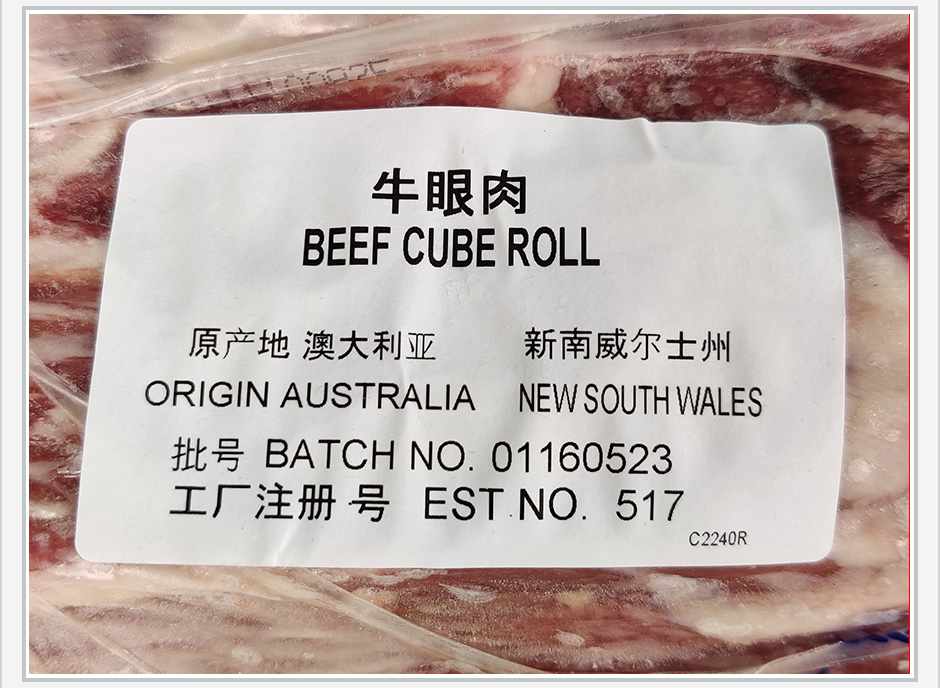 牛眼肉
BEEF CUBE ROLL
原产地 澳大利亚 新南威尔士州
ORIGIN AUSTRALIA NEW SOUTH WALES
批号 BATCH NO. 01160523
工厂注册号 EST NO. 517
C2240R